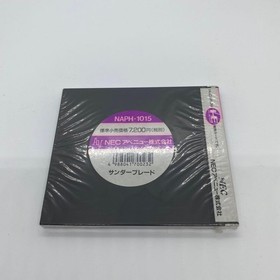 NAPH-1015
標準小売価格7,200円(税別)
NECアベニュー株式会社
4988041700232
サンダーブレード
NEC
アベニュー株式会社